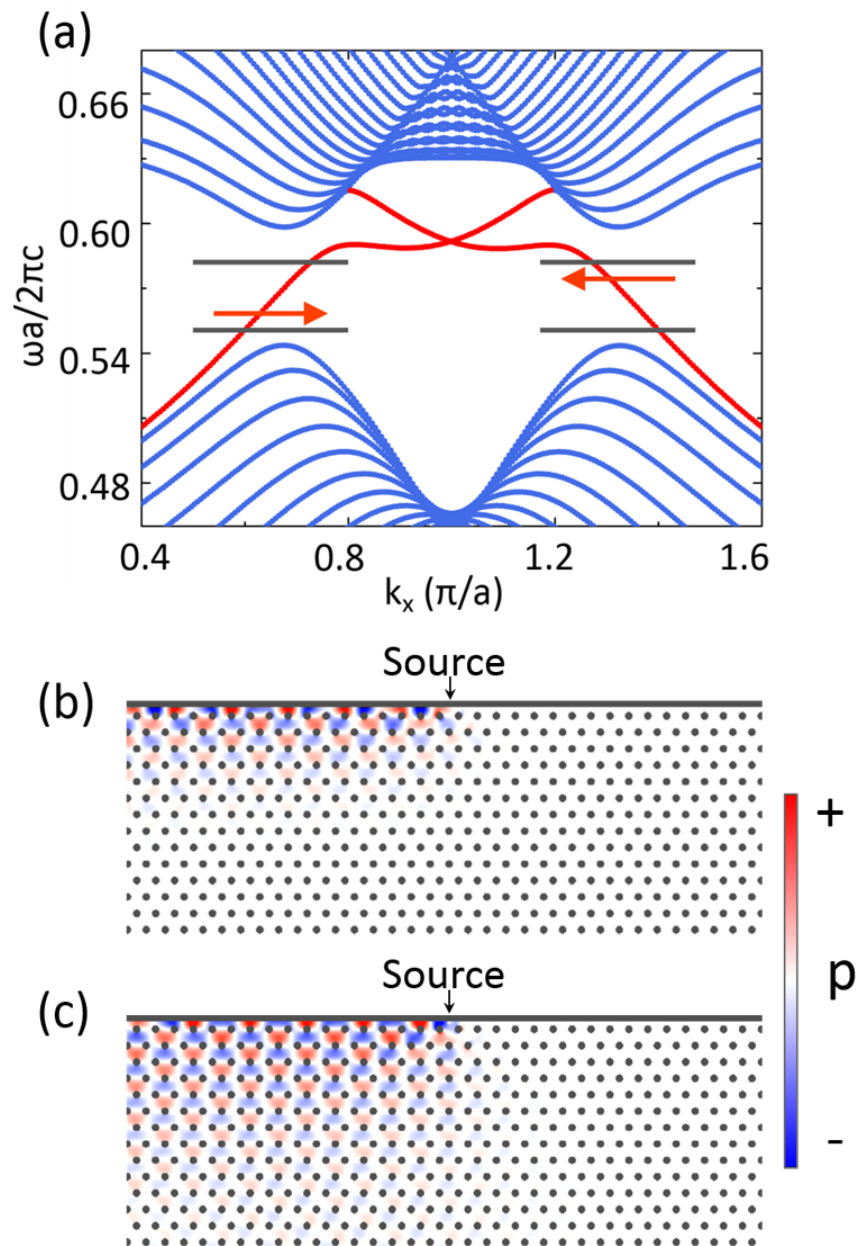 (a)
0.66
0.60
0.54
0.48
ωa/2πc
0.4 0.8 1.2 1.6
kₓ (π/a)
Source
(b)
+
p
-
Source
(c)